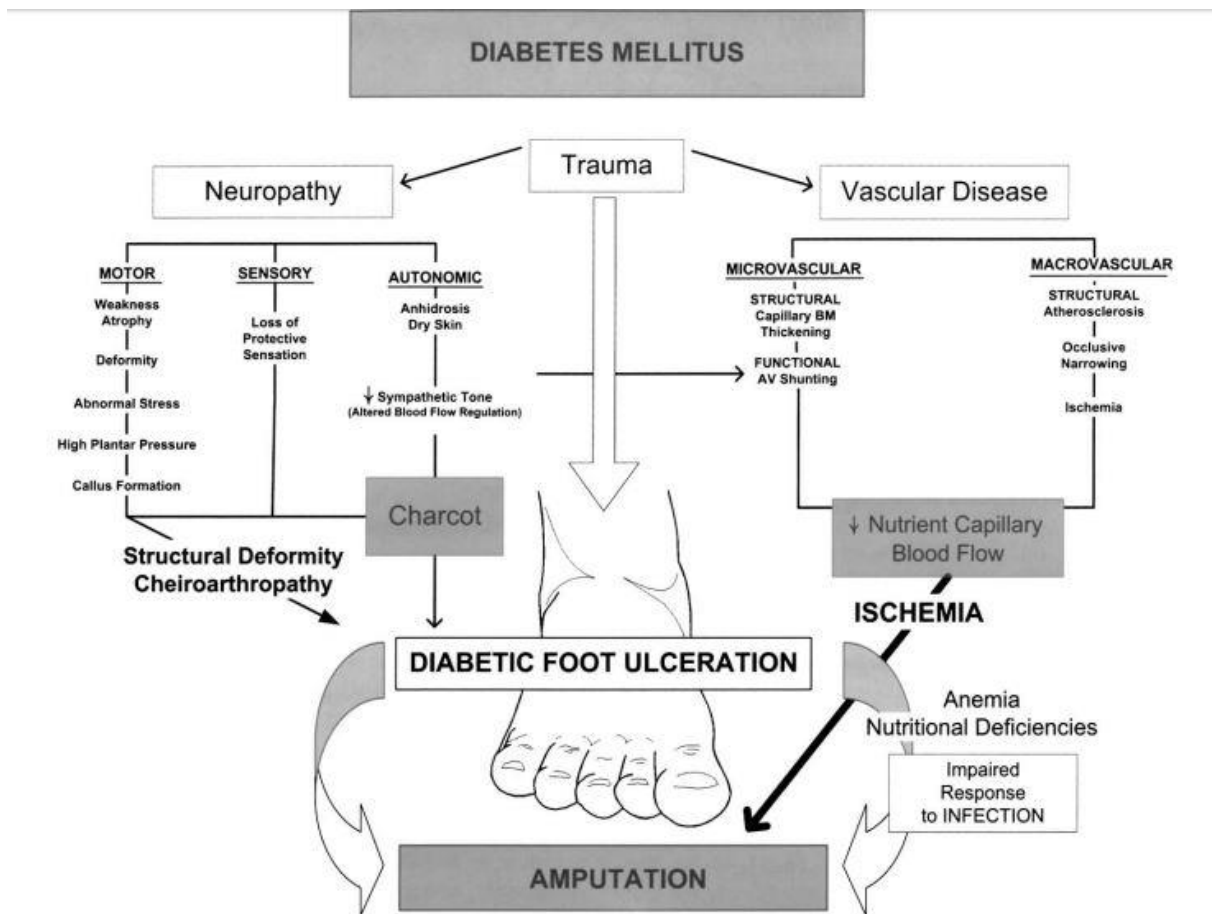 DIABETES MELLITUS
Trauma
Neuropathy
Vascular Disease
MOTOR
Weakness
Atrophy
Deformity
Abnormal Stress
High Plantar Pressure
Callus Formation
SENSORY
Loss of
Protective
Sensation
AUTONOMIC
Anhidrosis
Dry Skin
↓ Sympathetic Tone
(Altered Blood Flow Regulation)
MICROVASCULAR
STRUCTURAL
Capillary BM
Thickening
FUNCTIONAL
AV Shunting
MACROVASCULAR
STRUCTURAL
Atherosclerosis
Occlusive
Narrowing
Ischemia
Charcot
↓ Nutrient Capillary
Blood Flow
Structural Deformity
Cheiroarthropathy
ISCHEMIA
DIABETIC FOOT ULCERATION
Anemia
Nutritional Deficiencies
Impaired
Response
to INFECTION
AMPUTATION